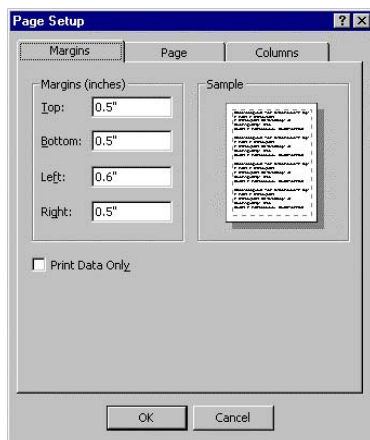 Page Setup
Margins Page Columns
Margins (inches) Sample
Top: 0.5"
Bottom: 0.5"
Left: 0.6"
Right: 0.5"
Print Data Only
OK Cancel